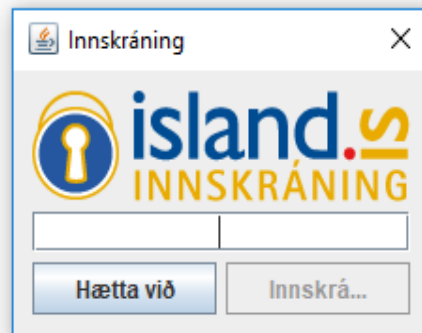 Innskráning
island.is
INNSKRÁNING
Hætta við
Innskrá...